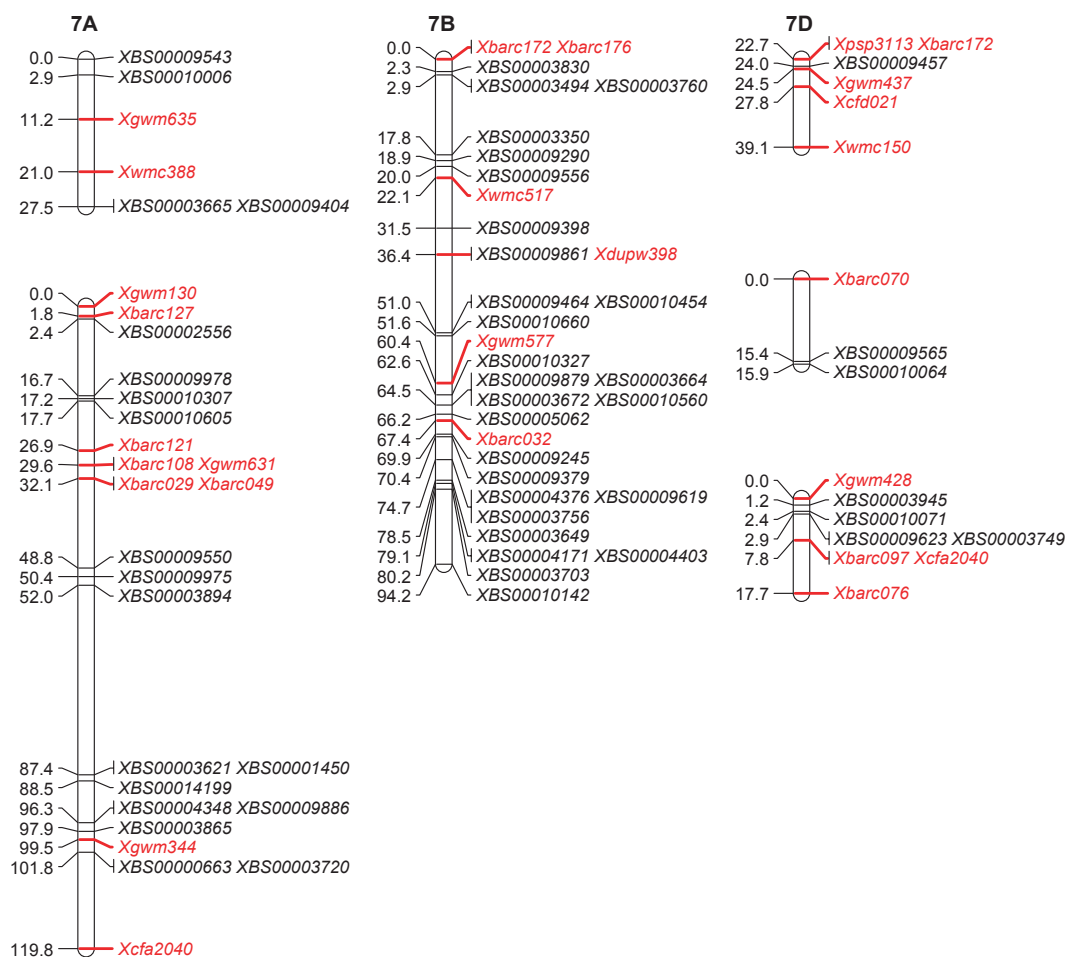 7A
0.0 XBS00009543
2.9 XBS00010006
11.2 Xgwm635
21.0 Xwmc388
27.5 XBS00003665 XBS00009404
0.0 Xgwm130
1.8 Xbarc127
2.4 XBS00002556
16.7 XBS00009978
17.2 XBS00010307
17.7 XBS00010605
26.9 Xbarc121
29.6 Xbarc108 Xgwm631
32.1 Xbarc029 Xbarc049
48.8 XBS00009550
50.4 XBS00009975
52.0 XBS00003894
87.4 XBS00003621 XBS00001450
88.5 XBS00014199
96.3 XBS00004348 XBS00009886
97.9 XBS00003865
99.5 Xgwm344
101.8 XBS00000663 XBS00003720
119.8 Xcfa2040
7B
0.0 Xbarc172 Xbarc176
2.3 XBS00003830
2.9 XBS00003494 XBS00003760
17.8 XBS00003350
18.9 XBS00009290
20.0 XBS00009556
22.1 Xwmc517
31.5 XBS00009398
36.4 XBS00009861 Xdupw398
51.0 XBS00009464 XBS00010454
51.6 XBS00010660
60.4 Xgwm577
62.6 XBS00010327
64.5 XBS00009879 XBS00003664
XBS00003672 XBS00010560
66.2 XBS00005062
67.4 Xbarc032
69.9 XBS00009245
70.4 XBS00009379
74.7 XBS00004376 XBS00009619
XBS00003756
78.5 XBS00003649
79.1 XBS00004171 XBS00004403
80.2 XBS00003703
94.2 XBS00010142
7D
22.7 Xpsp3113 Xbarc172
24.0 XBS00009457
24.5 Xgwm437
27.8 Xcfd021
39.1 Xwmc150
0.0 Xbarc070
15.4 XBS00009565
15.9 XBS00010064
0.0 Xgwm428
1.2 XBS00003945
2.4 XBS00010071
2.9 XBS00009623 XBS00003749
7.8 Xbarc097 Xcfa2040
17.7 Xbarc076